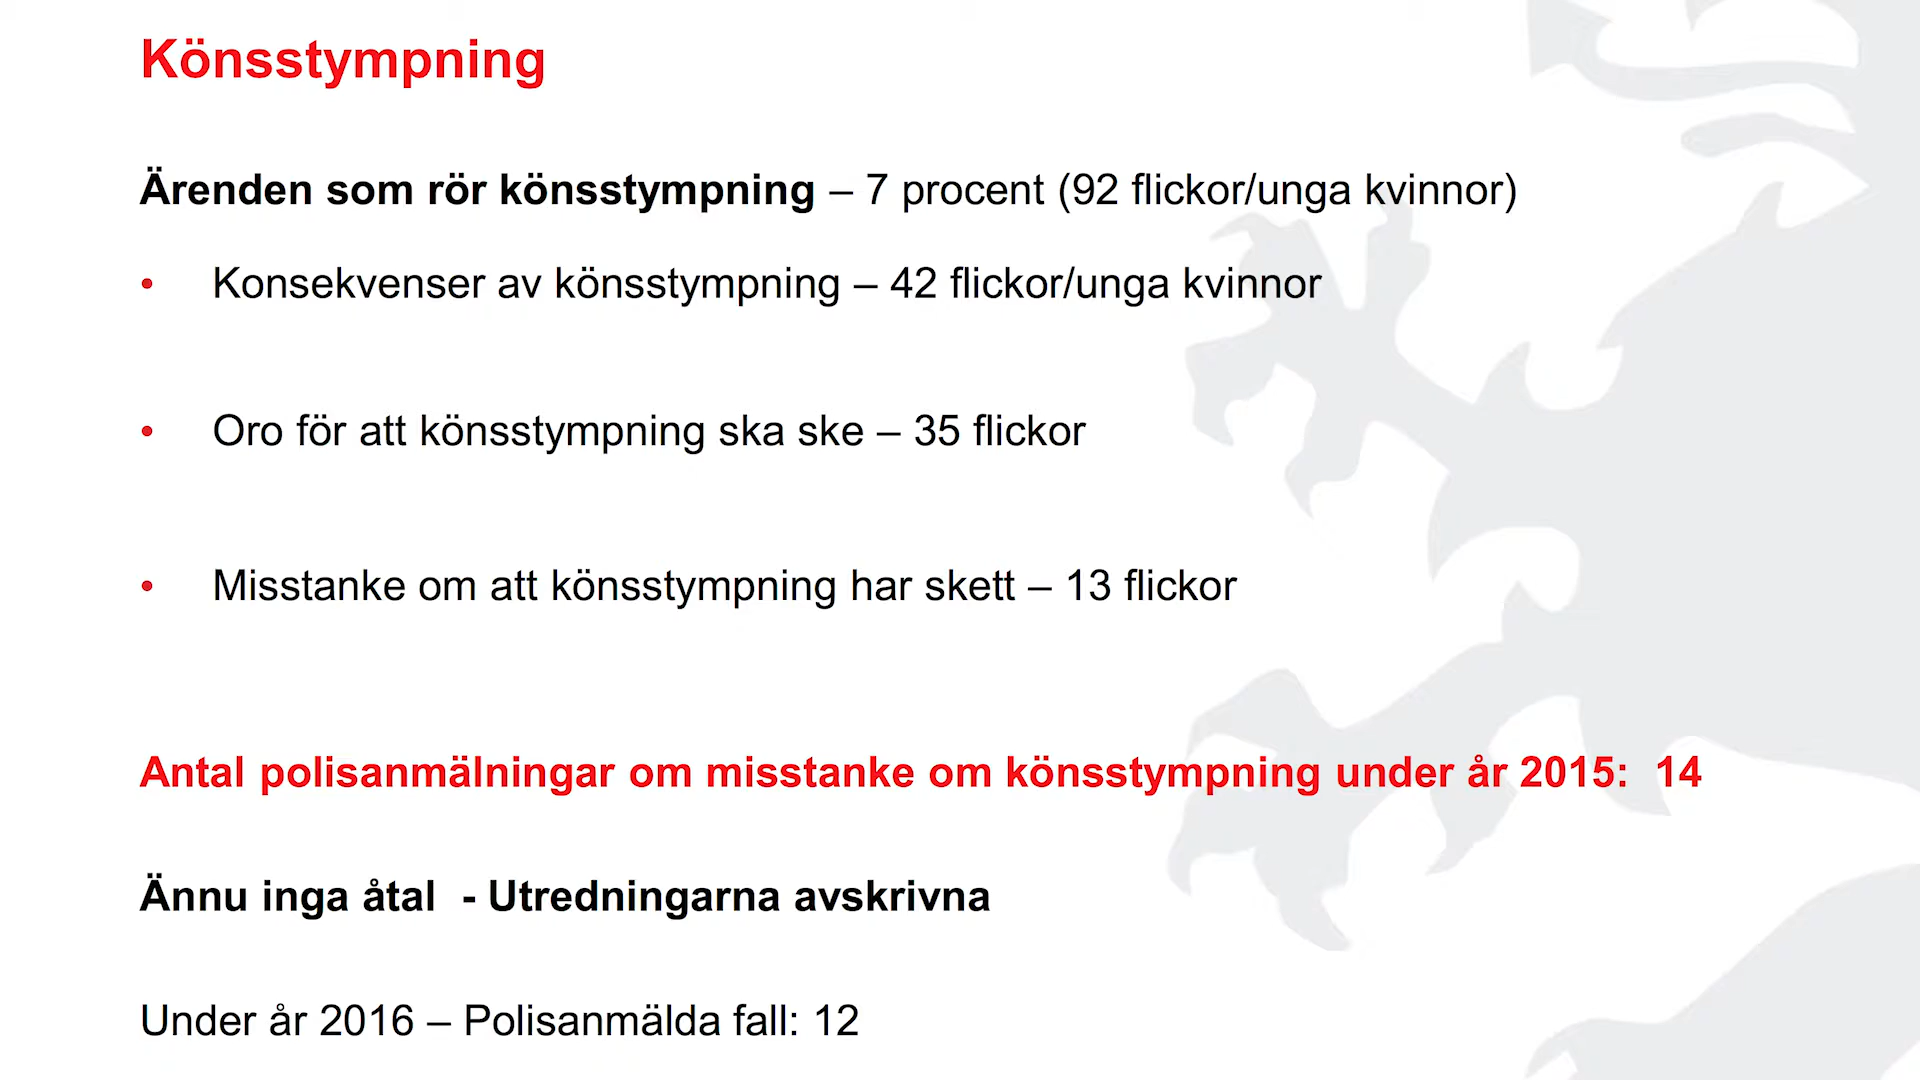 Könsstympning
Ärenden som rör könsstympning – 7 procent (92 flickor/unga kvinnor)
• Konsekvenser av könsstympning – 42 flickor/unga kvinnor
• Oro för att könsstympning ska ske – 35 flickor
• Misstanke om att könsstympning har skett – 13 flickor
Antal polisanmälningar om misstanke om könsstympning under år 2015:  14
Ännu inga åtal  - Utredningarna avskrivna
Under år 2016 – Polisanmälda fall: 12